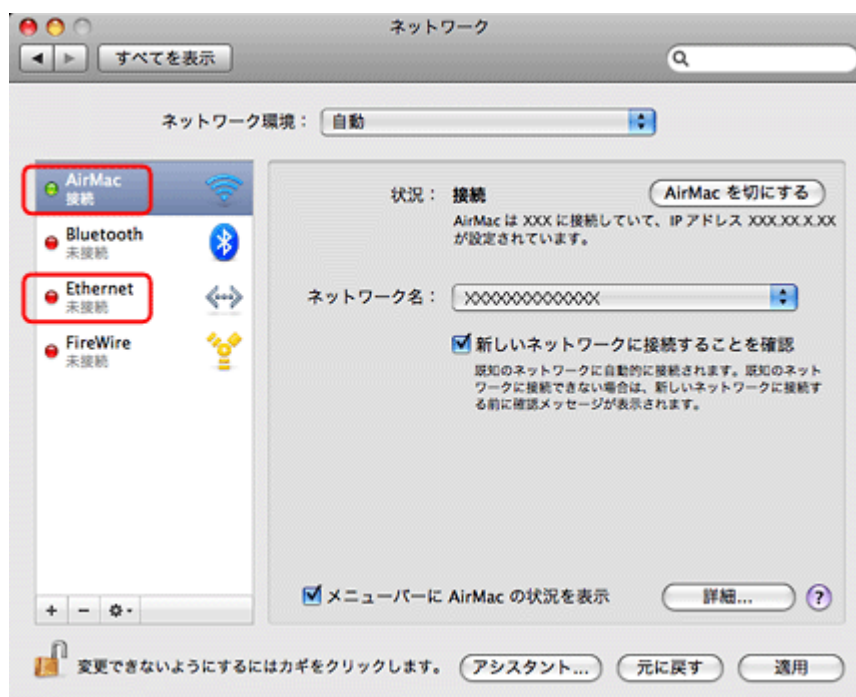 ネットワーク
すべてを表示
ネットワーク環境： 自動
AirMac
接続
Bluetooth
未接続
Ethernet
未接続
FireWire
未接続
状況： 接続
AirMac を切にする
AirMac は XXX に接続していて、IP アドレス XXX.XX.X.XX
が設定されています。
ネットワーク名： XXXXXXXXXXXXX
新しいネットワークに接続することを確認
既知のネットワークに自動的に接続されます。既知のネット
ワークに接続できない場合は、新しいネットワークに接続す
る前に確認メッセージが表示されます。
メニューバーに AirMac の状況を表示
詳細...
?
+ −
変更できないようにするにはカギをクリックします。
アシスタント...
元に戻す
適用